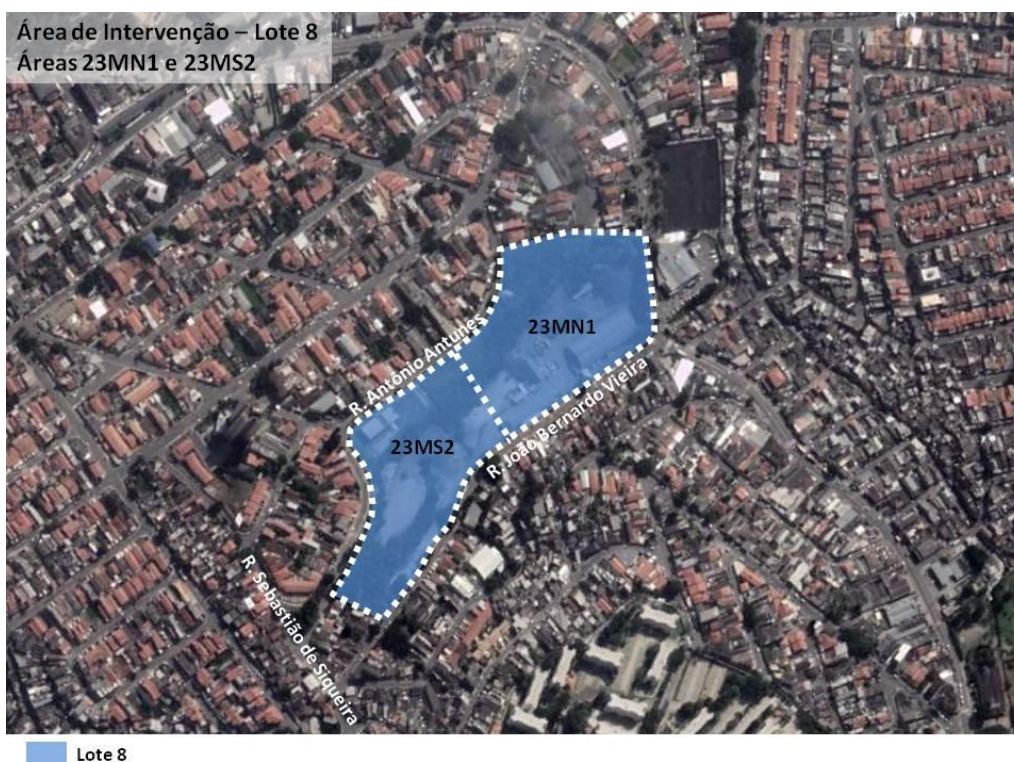 Área de Intervenção – Lote 8
Áreas 23MN1 e 23MS2
23MN1
R. Antônio Antunes
R. João Bernardo Vieira
23MS2
R. Sebastião de Siqueira
Lote 8